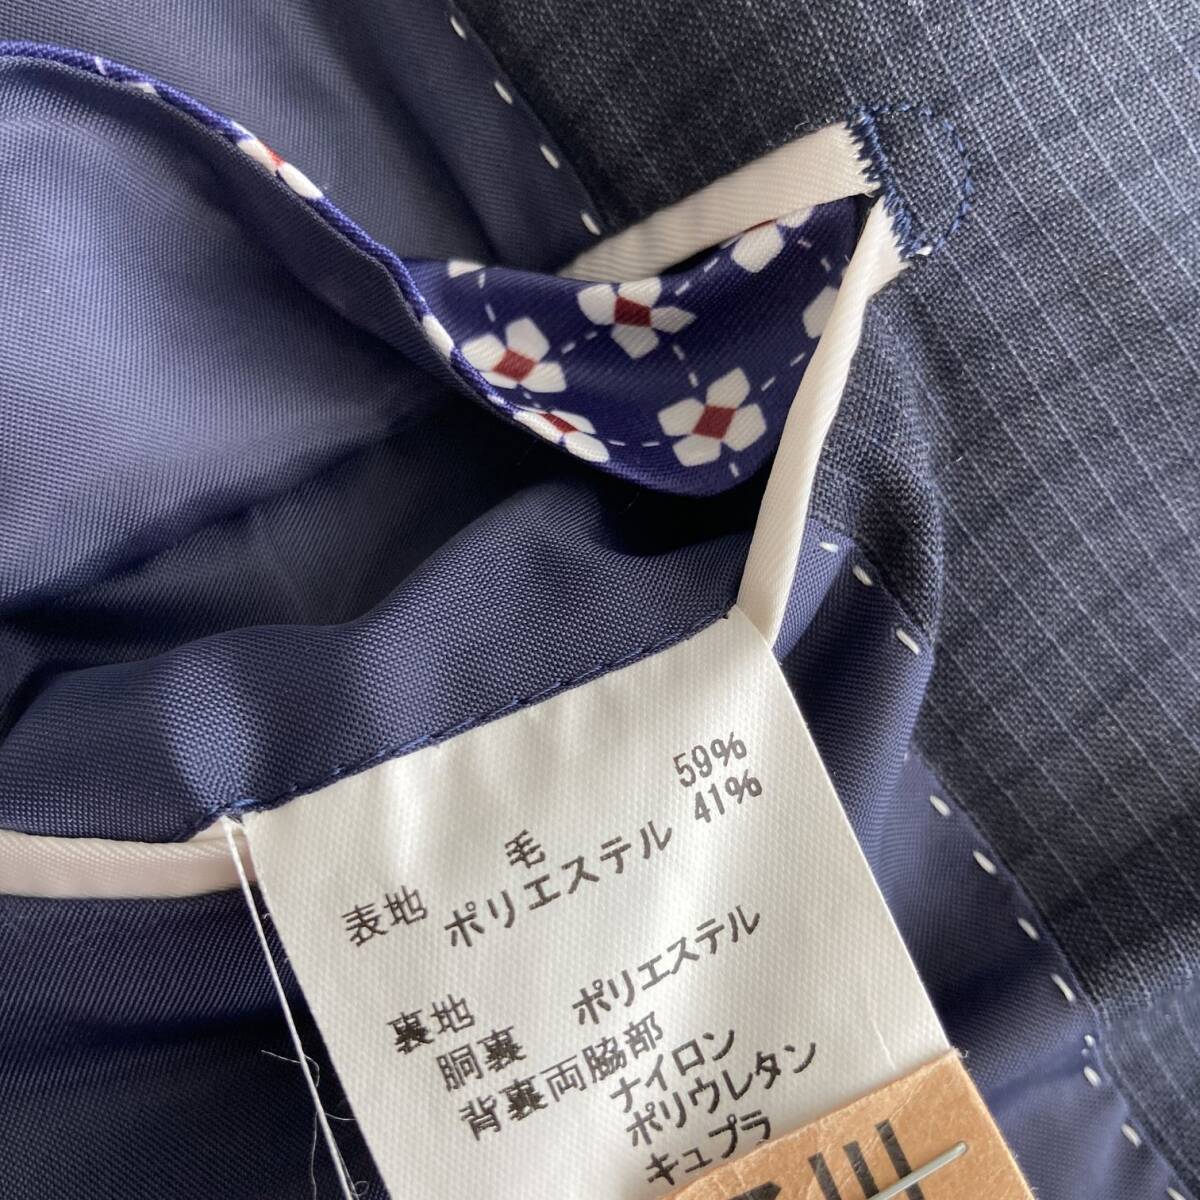 毛 59%
表地 ポリエステル 41%
裏地
胴裏 ポリエステル
背裏両脇部
ナイロン
ポリウレタン
キュプラ